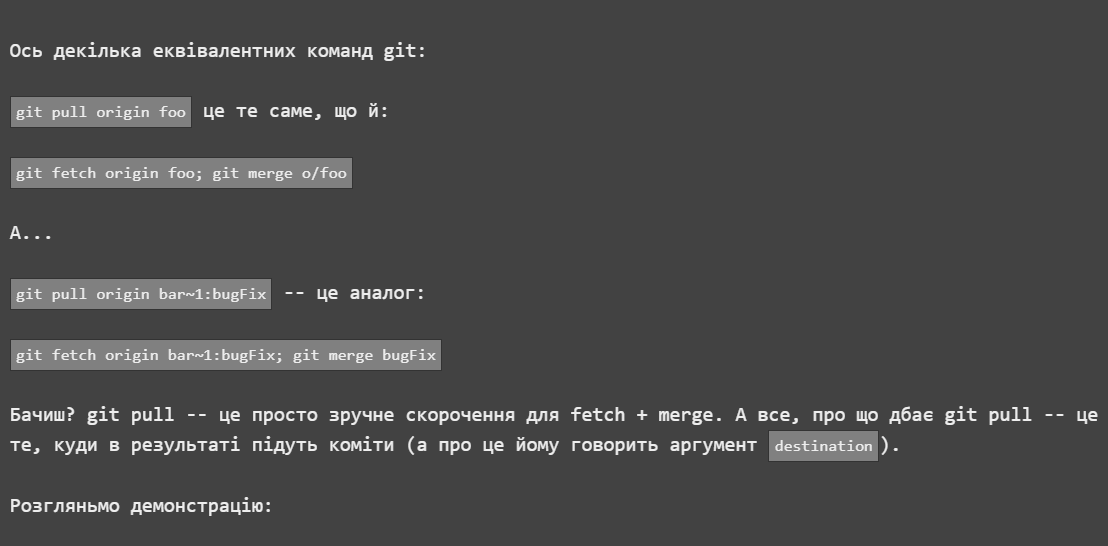 Ось декілька еквівалентних команд git:
git pull origin foo це те саме, що й:
git fetch origin foo; git merge o/foo
А...
git pull origin bar~1:bugFix -- це аналог:
git fetch origin bar~1:bugFix; git merge bugFix
Бачиш? git pull -- це просто зручне скорочення для fetch + merge. А все, про що дбає git pull -- це
те, куди в результаті підуть коміти (а про це йому говорить аргумент destination).
Розгляньмо демонстрацію: